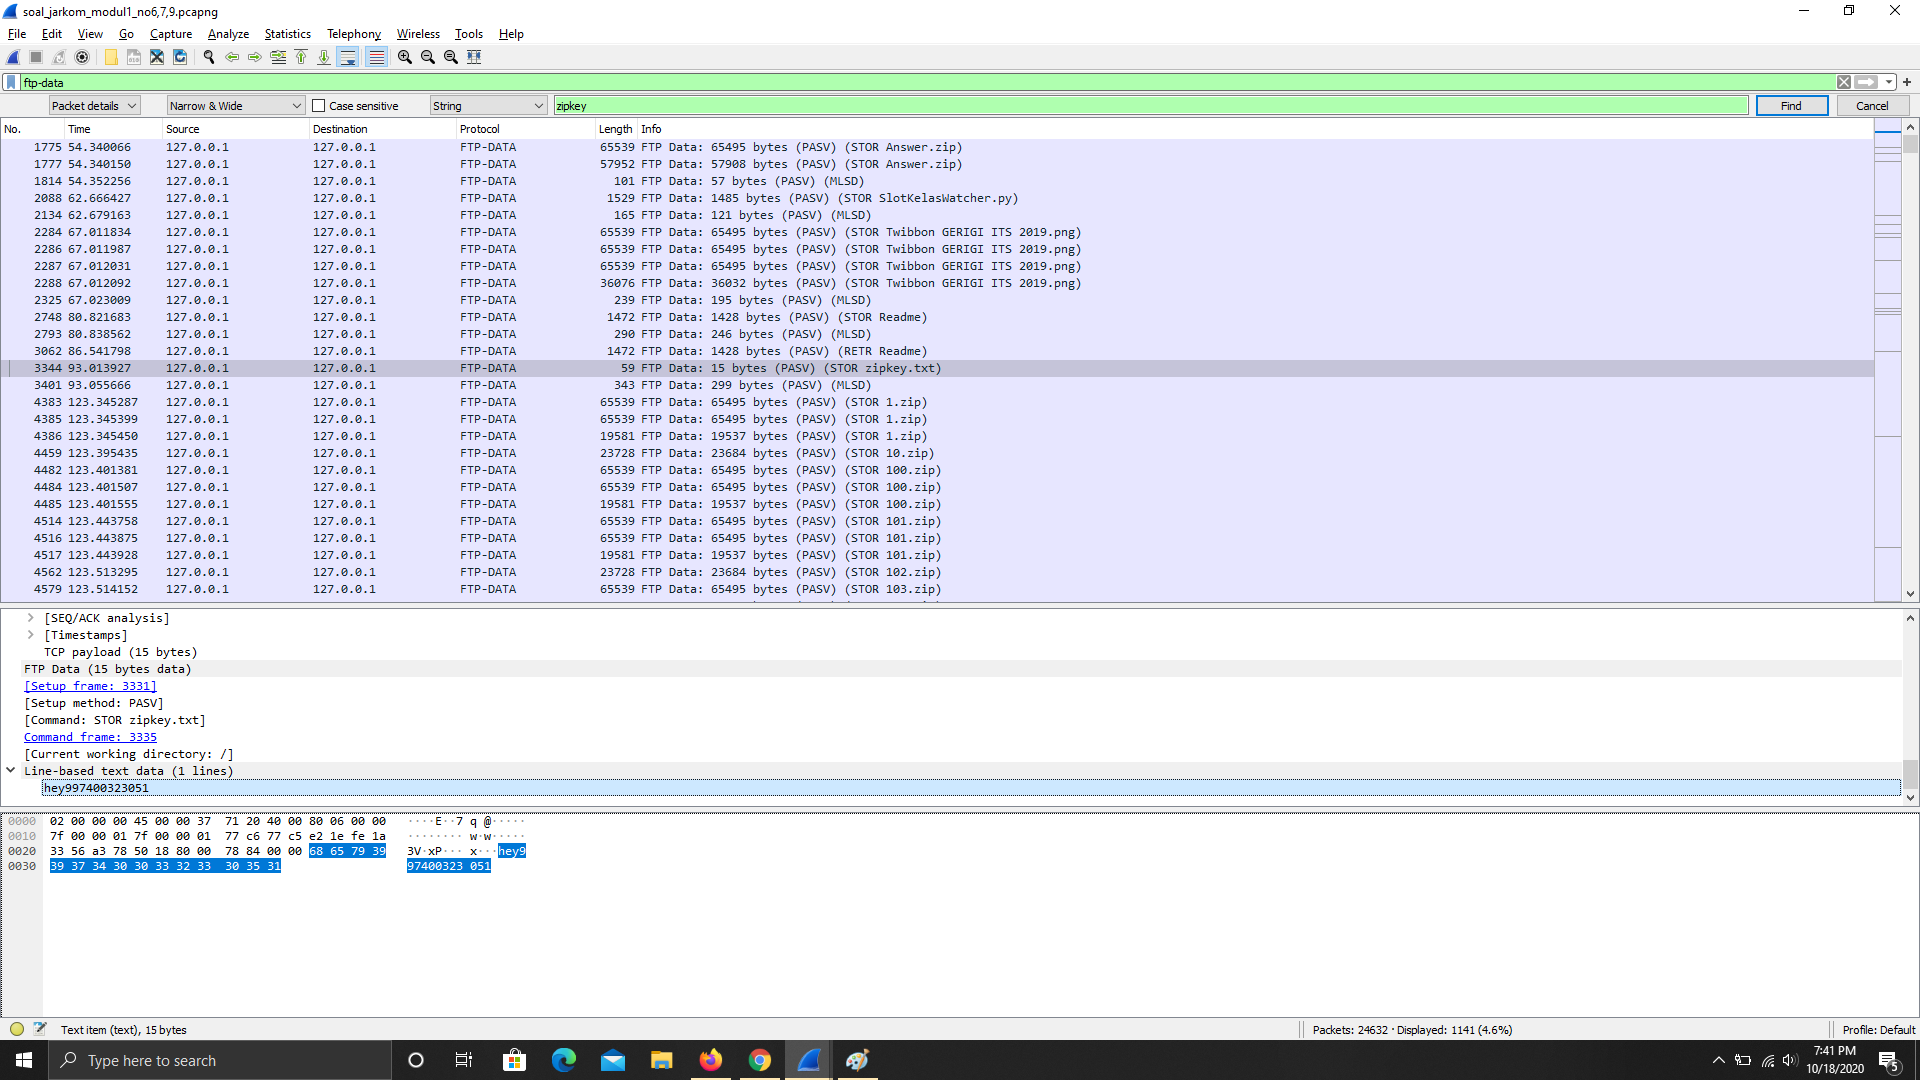 soal_jarkom_modul1_no6,7,9.pcapng
File Edit View Go Capture Analyze Statistics Telephony Wireless Tools Help
ftp-data
Packet details Narrow & Wide Case sensitive String zipkey Find Cancel
No. Time Source Destination Protocol Length Info
1775 54.340066 127.0.0.1 127.0.0.1 FTP-DATA 65539 FTP Data: 65495 bytes (PASV) (STOR Answer.zip)
1777 54.340150 127.0.0.1 127.0.0.1 FTP-DATA 57952 FTP Data: 57908 bytes (PASV) (STOR Answer.zip)
1814 54.352256 127.0.0.1 127.0.0.1 FTP-DATA 101 FTP Data: 57 bytes (PASV) (MLSD)
2088 62.666427 127.0.0.1 127.0.0.1 FTP-DATA 1529 FTP Data: 1485 bytes (PASV) (STOR SlotKelasWatcher.py)
2134 62.679163 127.0.0.1 127.0.0.1 FTP-DATA 165 FTP Data: 121 bytes (PASV) (MLSD)
2284 67.011834 127.0.0.1 127.0.0.1 FTP-DATA 65539 FTP Data: 65495 bytes (PASV) (STOR Twibbon GERIGI ITS 2019.png)
2286 67.011987 127.0.0.1 127.0.0.1 FTP-DATA 65539 FTP Data: 65495 bytes (PASV) (STOR Twibbon GERIGI ITS 2019.png)
2287 67.012031 127.0.0.1 127.0.0.1 FTP-DATA 65539 FTP Data: 65495 bytes (PASV) (STOR Twibbon GERIGI ITS 2019.png)
2288 67.012092 127.0.0.1 127.0.0.1 FTP-DATA 36076 FTP Data: 36032 bytes (PASV) (STOR Twibbon GERIGI ITS 2019.png)
2325 67.023009 127.0.0.1 127.0.0.1 FTP-DATA 239 FTP Data: 195 bytes (PASV) (MLSD)
2748 80.821683 127.0.0.1 127.0.0.1 FTP-DATA 1472 FTP Data: 1428 bytes (PASV) (STOR Readme)
2793 80.838562 127.0.0.1 127.0.0.1 FTP-DATA 290 FTP Data: 246 bytes (PASV) (MLSD)
3062 86.541798 127.0.0.1 127.0.0.1 FTP-DATA 1472 FTP Data: 1428 bytes (PASV) (RETR Readme)
3344 93.013927 127.0.0.1 127.0.0.1 FTP-DATA 59 FTP Data: 15 bytes (PASV) (STOR zipkey.txt)
3401 93.055666 127.0.0.1 127.0.0.1 FTP-DATA 343 FTP Data: 299 bytes (PASV) (MLSD)
4383 123.345287 127.0.0.1 127.0.0.1 FTP-DATA 65539 FTP Data: 65495 bytes (PASV) (STOR 1.zip)
4385 123.345399 127.0.0.1 127.0.0.1 FTP-DATA 65539 FTP Data: 65495 bytes (PASV) (STOR 1.zip)
4386 123.345450 127.0.0.1 127.0.0.1 FTP-DATA 19581 FTP Data: 19537 bytes (PASV) (STOR 1.zip)
4459 123.395435 127.0.0.1 127.0.0.1 FTP-DATA 23728 FTP Data: 23684 bytes (PASV) (STOR 10.zip)
4482 123.401381 127.0.0.1 127.0.0.1 FTP-DATA 65539 FTP Data: 65495 bytes (PASV) (STOR 100.zip)
4484 123.401507 127.0.0.1 127.0.0.1 FTP-DATA 65539 FTP Data: 65495 bytes (PASV) (STOR 100.zip)
4485 123.401555 127.0.0.1 127.0.0.1 FTP-DATA 19581 FTP Data: 19537 bytes (PASV) (STOR 100.zip)
4514 123.443758 127.0.0.1 127.0.0.1 FTP-DATA 65539 FTP Data: 65495 bytes (PASV) (STOR 101.zip)
4516 123.443875 127.0.0.1 127.0.0.1 FTP-DATA 65539 FTP Data: 65495 bytes (PASV) (STOR 101.zip)
4517 123.443928 127.0.0.1 127.0.0.1 FTP-DATA 19581 FTP Data: 19537 bytes (PASV) (STOR 101.zip)
4562 123.513295 127.0.0.1 127.0.0.1 FTP-DATA 23728 FTP Data: 23684 bytes (PASV) (STOR 102.zip)
4579 123.514152 127.0.0.1 127.0.0.1 FTP-DATA 65539 FTP Data: 65495 bytes (PASV) (STOR 103.zip)
[SEQ/ACK analysis]
[Timestamps]
TCP payload (15 bytes)
FTP Data (15 bytes data)
[Setup frame: 3331]
[Setup method: PASV]
[Command: STOR zipkey.txt]
Command frame: 3335
[Current working directory: /]
Line-based text data (1 lines)
hey997400323051
0000 02 00 00 00 45 00 00 37 71 20 40 00 80 06 00 00 ····E··7 q @·····
0010 7f 00 00 01 7f 00 00 01 77 c6 77 c5 e2 1e fe 1a ········ w·w·····
0020 33 56 a3 78 50 18 80 00 78 84 00 00 68 65 79 39 3V·xP··· x···hey9
0030 39 37 34 30 30 33 32 33 30 35 31 97400323 051
Text item (text), 15 bytes Packets: 24632 · Displayed: 1141 (4.6%) Profile: Default
Type here to search
7:41 PM
10/18/2020
5